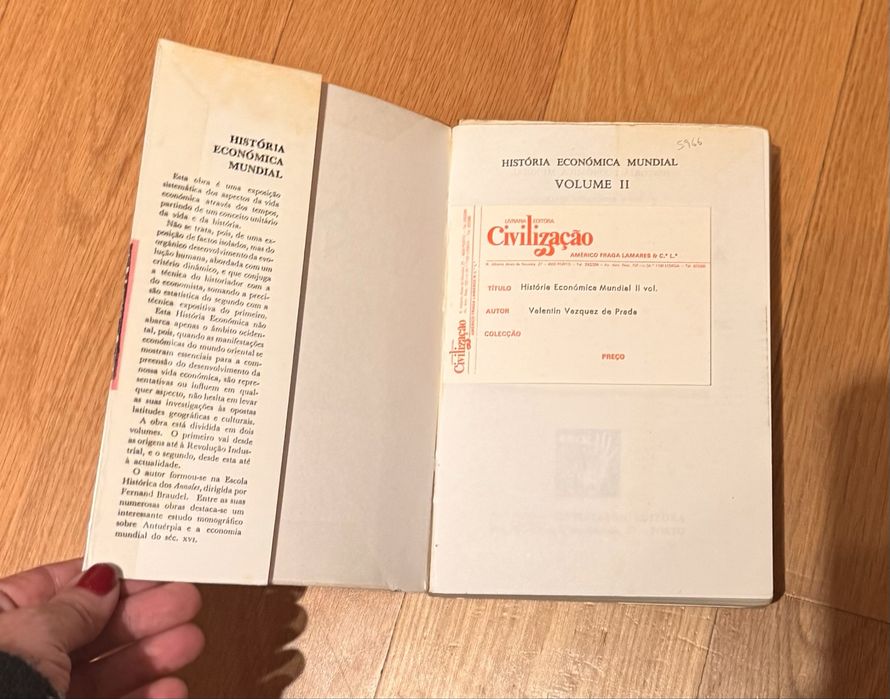 HISTÓRIA
ECONÓMICA
MUNDIAL
Esta obra é uma exposição
sistemática dos aspectos da vida
económica através dos tempos,
partindo de um conceito unitário
da vida e da história.
Não se trata, pois, de uma ex-
posição de factos isolados, mas do
orgânico desenvolvimento da evo-
lução humana, abordada com um
critério dinâmico, e que conjuga
a técnica do historiador com a
do economista, somando a preci-
são estatística do segundo com a
técnica expositiva do primeiro.
Esta História Económica não
abarca apenas o âmbito ociden-
tal, pois, quando as manifestações
económicas do mundo oriental se
mostram essenciais para a com-
preensão do desenvolvimento da
nossa vida económica, são repre-
sentativas ou influem em qual-
quer aspecto, não hesita em levar
as suas investigações às opostas
latitudes geográficas e culturais.
A obra está dividida em dois
volumes. O primeiro vai desde
as origens até à Revolução Indus-
trial, e o segundo, desde esta até
à actualidade.
O autor formou-se na Escola
Histórica dos Annales, dirigida por
Fernand Braudel. Entre as suas
numerosas obras destaca-se um
interessante estudo monográfico
sobre Antuérpia e a economia
mundial do séc. XVI.
5966
HISTÓRIA ECONÓMICA MUNDIAL
VOLUME II
LIVRARIA EDITORA
Civilização
AMÉRICO FRAGA LAMARES & C.ª L.ª
TÍTULO História Económica Mundial II vol.
AUTOR Valentin Vazquez de Prada
COLECÇÃO
PREÇO
Civilização
AMÉRICO FRAGA LAMARES & C.ª L.ª